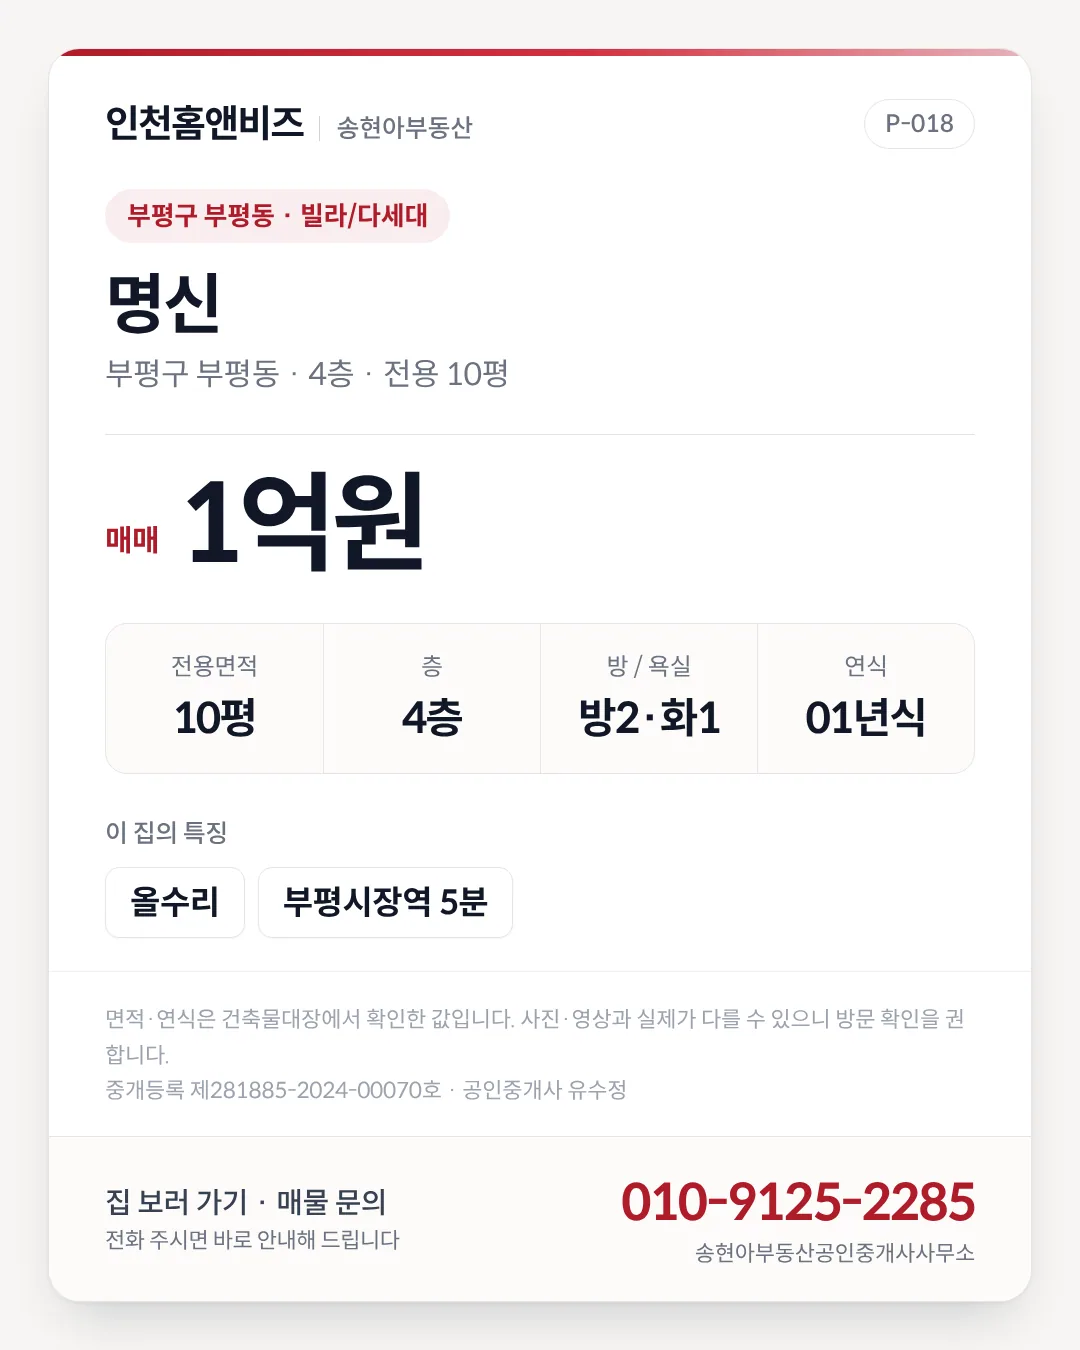 인천홈앤비즈 | 송현아부동산
P-018
부평구 부평동 · 빌라/다세대
명신
부평구 부평동 · 4층 · 전용 10평
매매 1억원
전용면적 층 방 / 욕실 연식
10평 4층 방2·화1 01년식
이 집의 특징
올수리 부평시장역 5분
면적·연식은 건축물대장에서 확인한 값입니다. 사진·영상과 실제가 다를 수 있으니 방문 확인을 권
합니다.
중개등록 제281885-2024-00070호 · 공인중개사 유수정
집 보러 가기 · 매물 문의
전화 주시면 바로 안내해 드립니다
010-9125-2285
송현아부동산공인중개사사무소